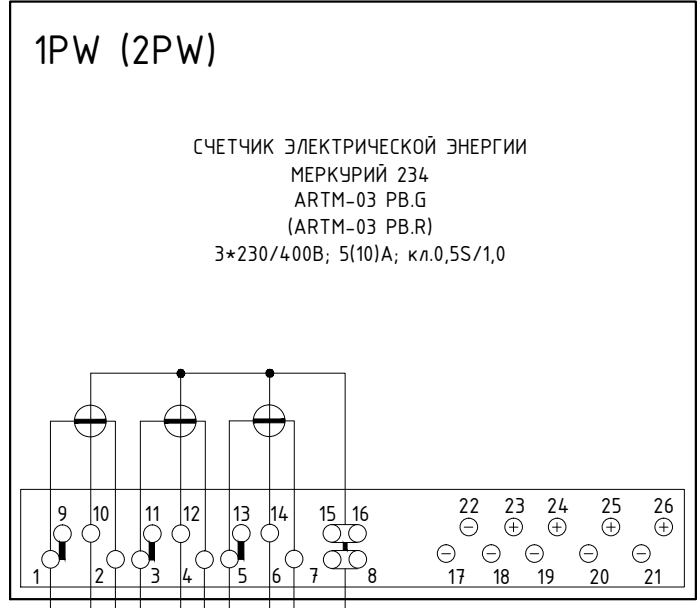 1PW (2PW)
СЧЕТЧИК ЭЛЕКТРИЧЕСКОЙ ЭНЕРГИИ
МЕРКУРИЙ 234
ARTM-03 PB.G
(ARTM-03 PB.R)
3*230/400В; 5(10)А; кл.0,5S/1,0
9 10 11 12 13 14 15 16 22 23 24 25 26
1 2 3 4 5 6 7 8 17 18 19 20 21